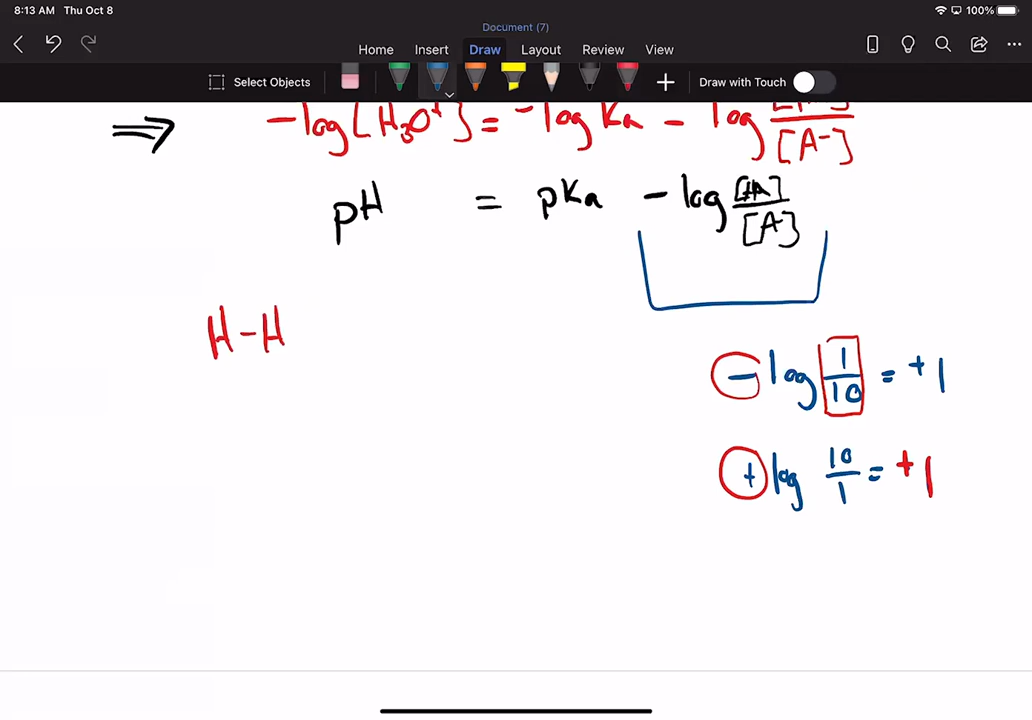 8:13 AM Thu Oct 8
100%
Document (7)
Home Insert Draw Layout Review View
Select Objects
Draw with Touch
⇒ -log[H₃O⁺] = -log Ka - log [A-]
pH = pKa - log [HA]/[A-]
H-H
- log 1/10 = +1
+ log 10/1 = +1